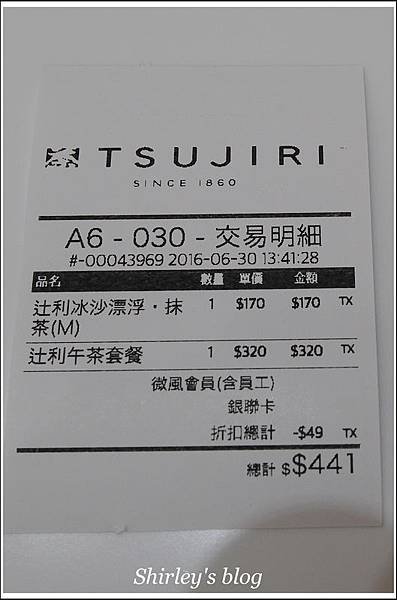 茶 TSUJIRI
SINCE 1860
A6 - 030 - 交易明細
#-00043969 2016-06-30 13:41:28
品名 數量 單價 金額
辻利冰沙漂浮・抹 1 $170 $170 TX
茶(M)
辻利午茶套餐 1 $320 $320 TX
微風會員(含員工)
銀聯卡
折扣總計 -$49 TX
總計 $$441
Shirley's blog